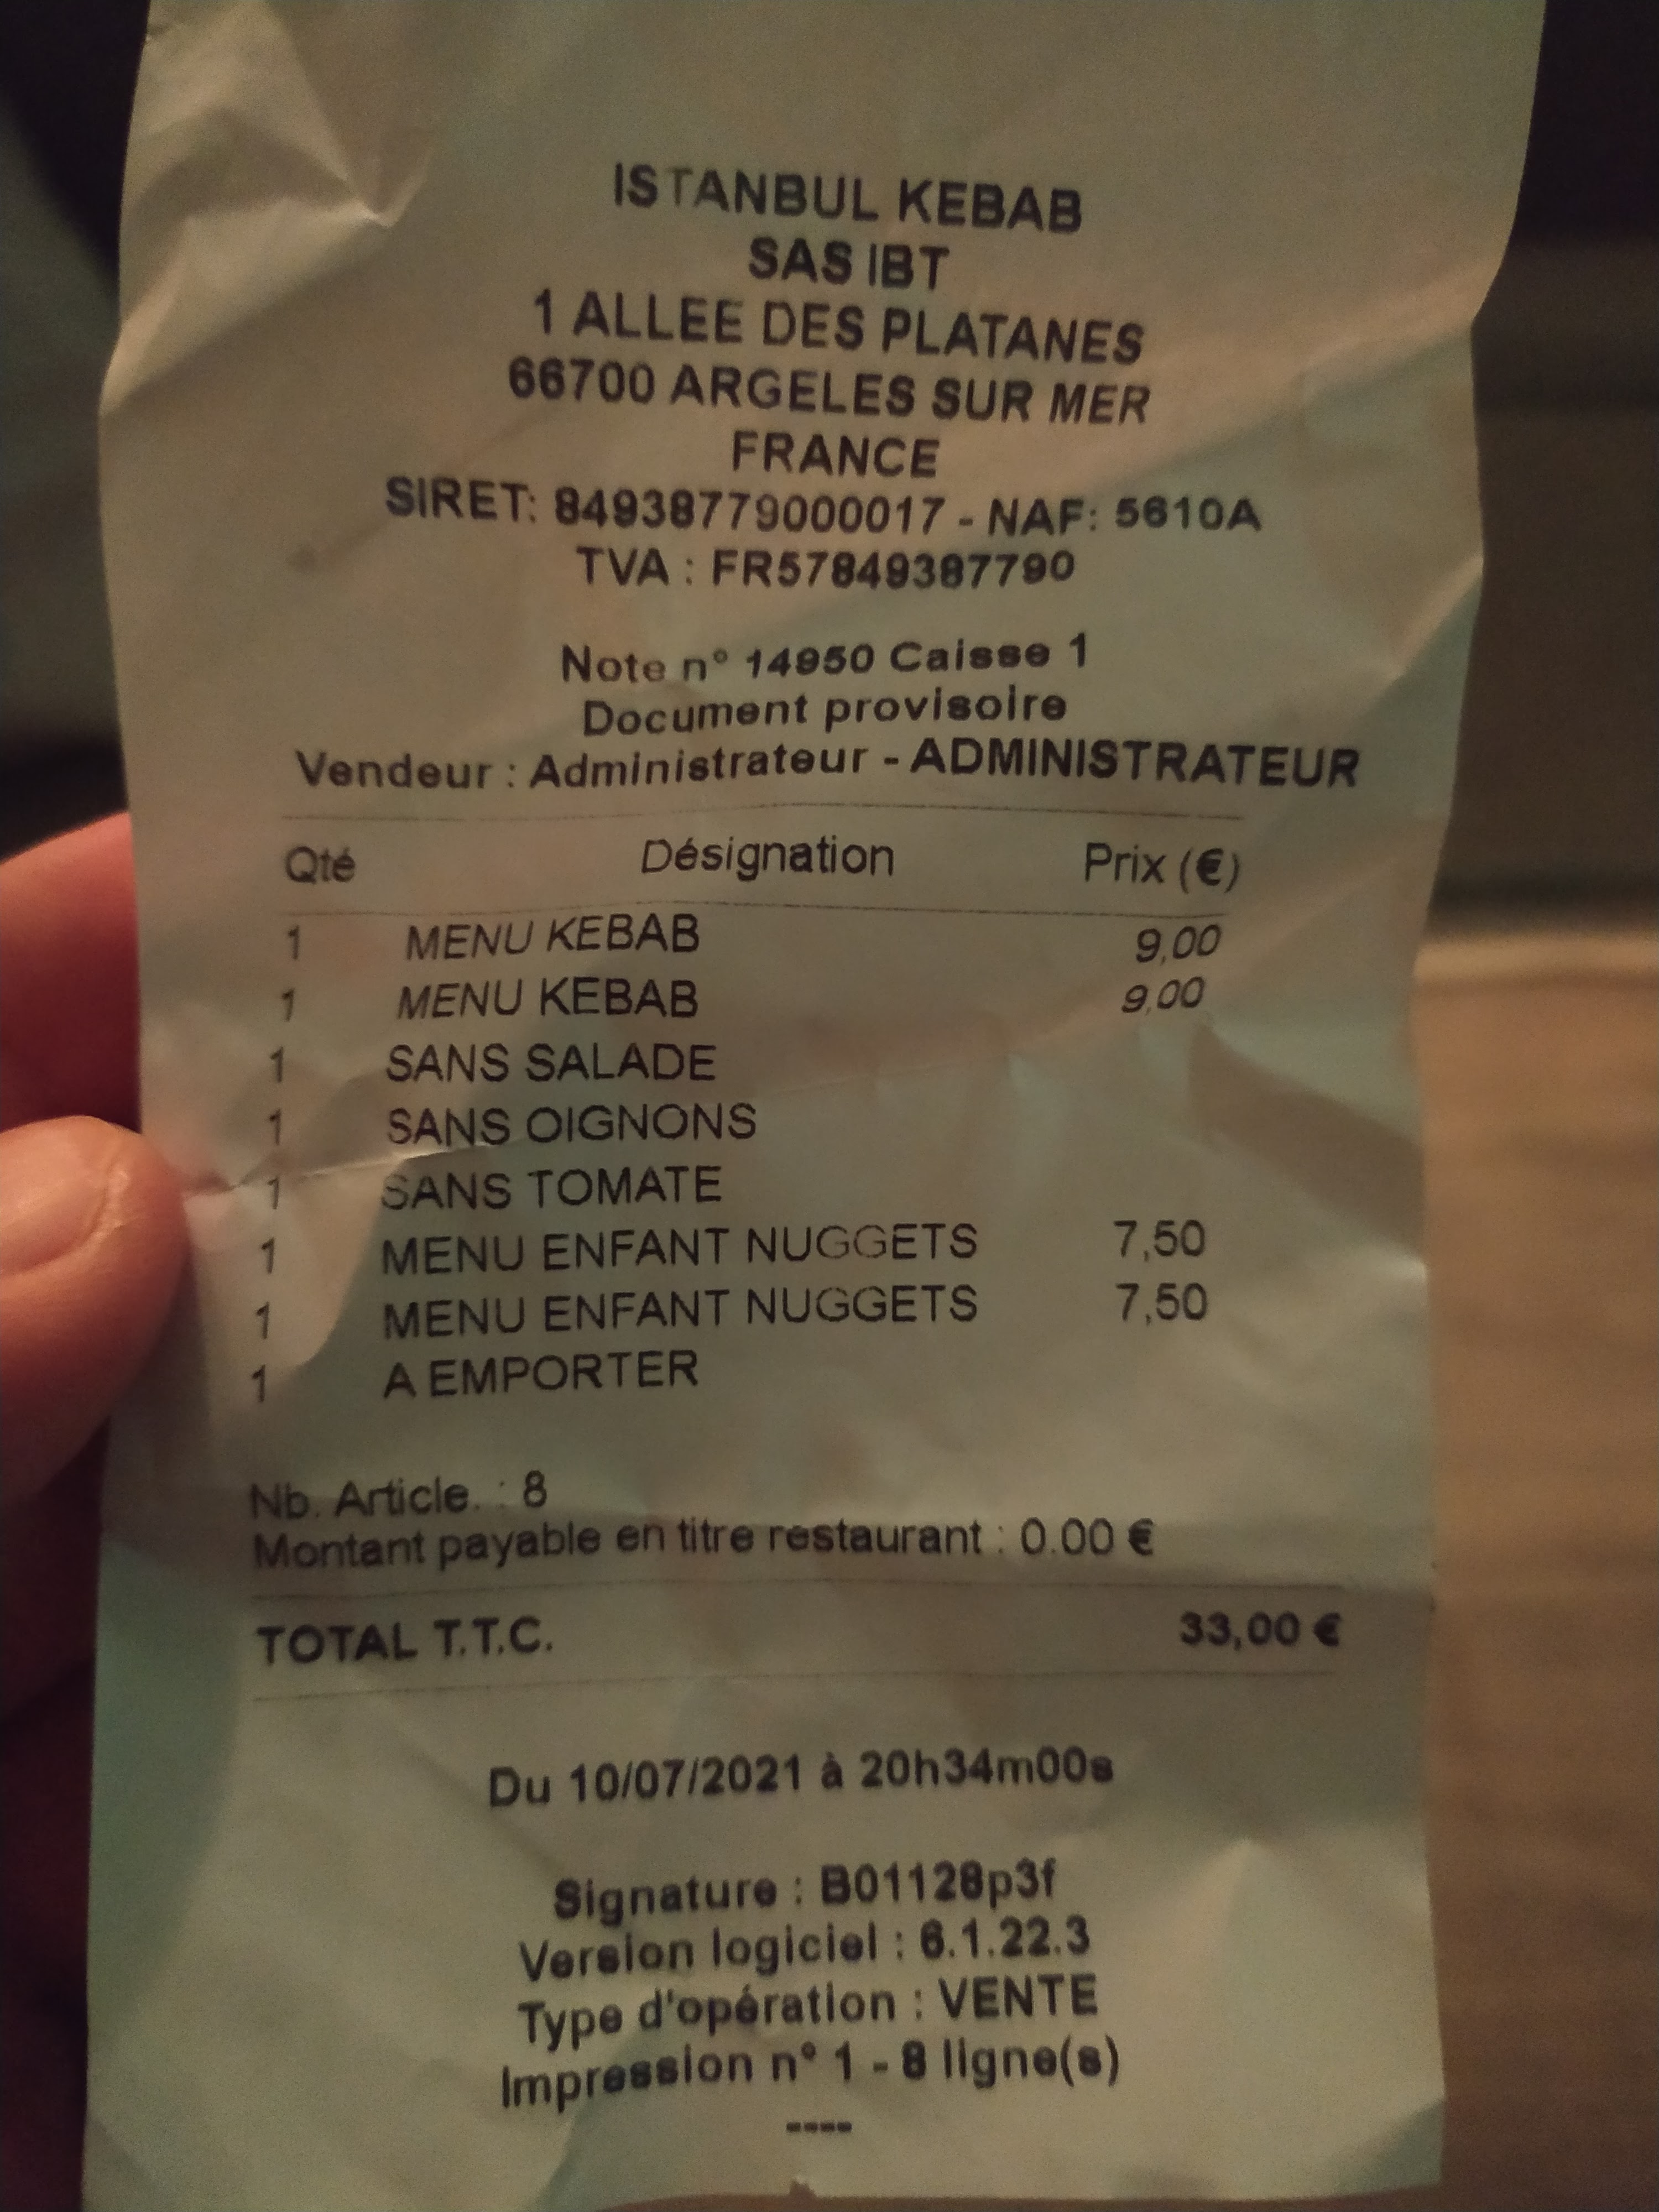 ISTANBUL KEBAB
SAS IBT
1 ALLEE DES PLATANES
66700 ARGELES SUR MER
FRANCE
SIRET: 84938779000017 - NAF: 5610A
TVA : FR57849387790
Note n° 14950 Caisse 1
Document provisoire
Vendeur : Administrateur - ADMINISTRATEUR
Qté Désignation Prix (€)
1 MENU KEBAB 9,00
1 MENU KEBAB 9,00
1 SANS SALADE
1 SANS OIGNONS
1 SANS TOMATE
1 MENU ENFANT NUGGETS 7,50
1 MENU ENFANT NUGGETS 7,50
1 A EMPORTER
Nb. Article. : 8
Montant payable en titre restaurant : 0.00 €
TOTAL T.T.C. 33,00 €
Du 10/07/2021 à 20h34m00s
Signature : B01128p3f
Version logiciel : 6.1.22.3
Type d'opération : VENTE
Impression n° 1 - 8 ligne(s)
----